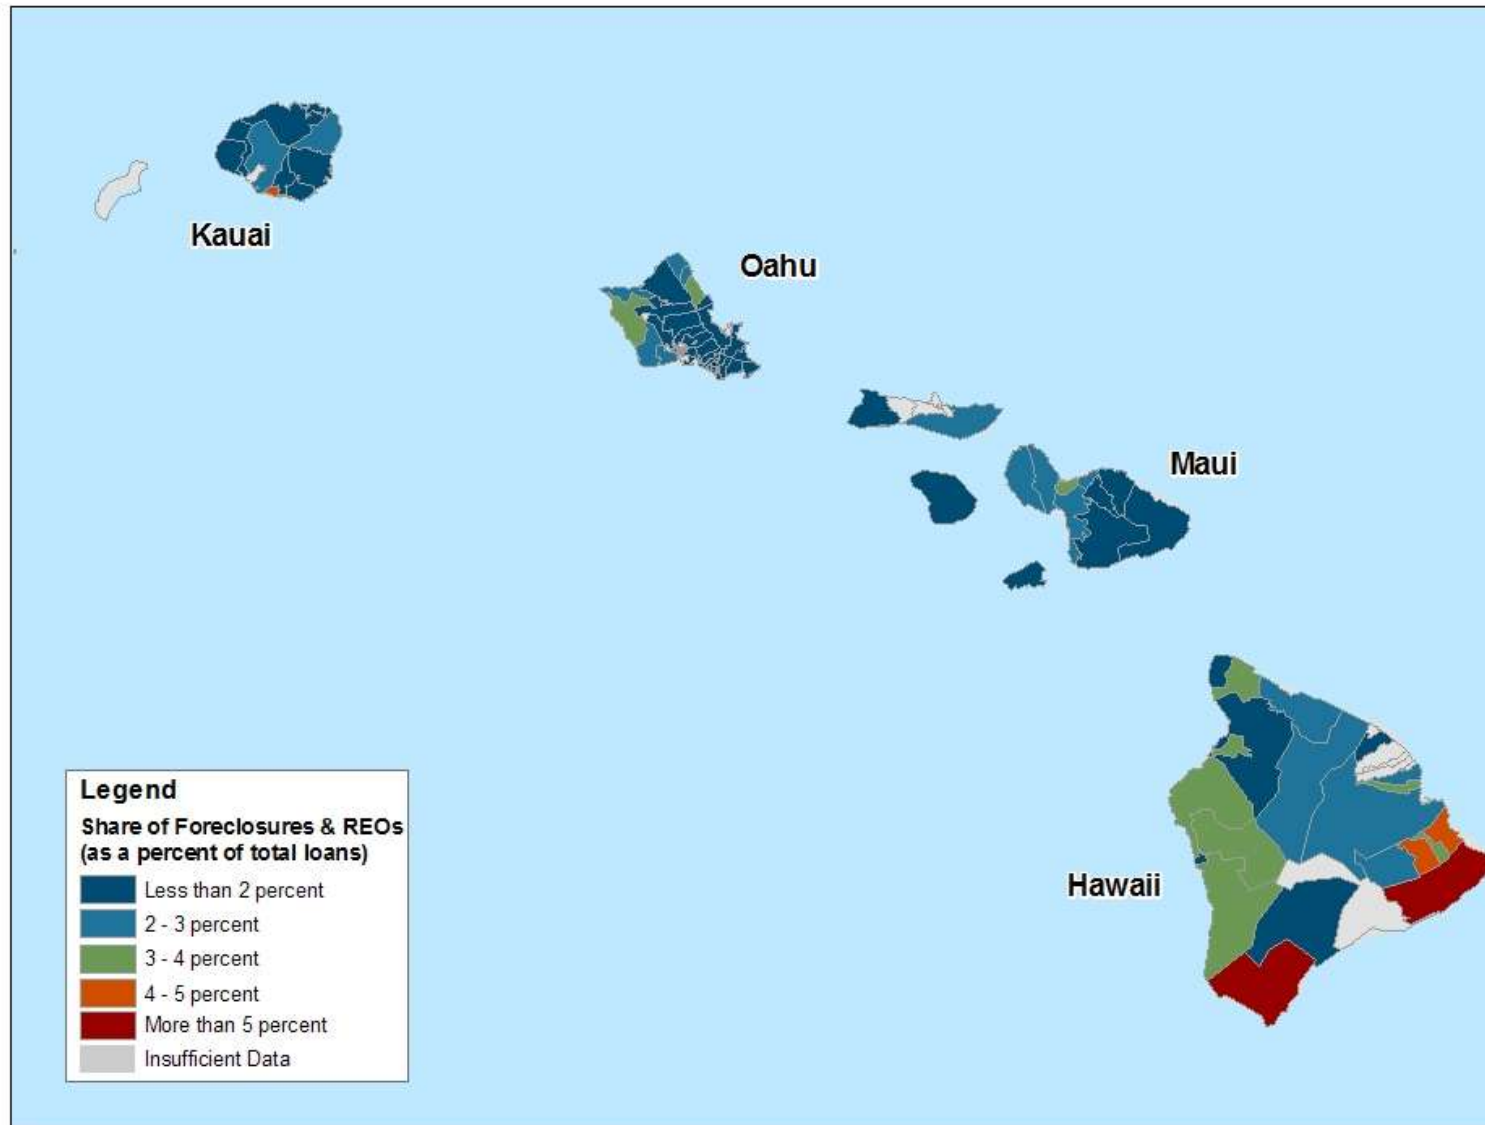 Kauai
Oahu
Maui
Hawaii
Legend
Share of Foreclosures & REOs
(as a percent of total loans)
Less than 2 percent
2 - 3 percent
3 - 4 percent
4 - 5 percent
More than 5 percent
Insufficient Data